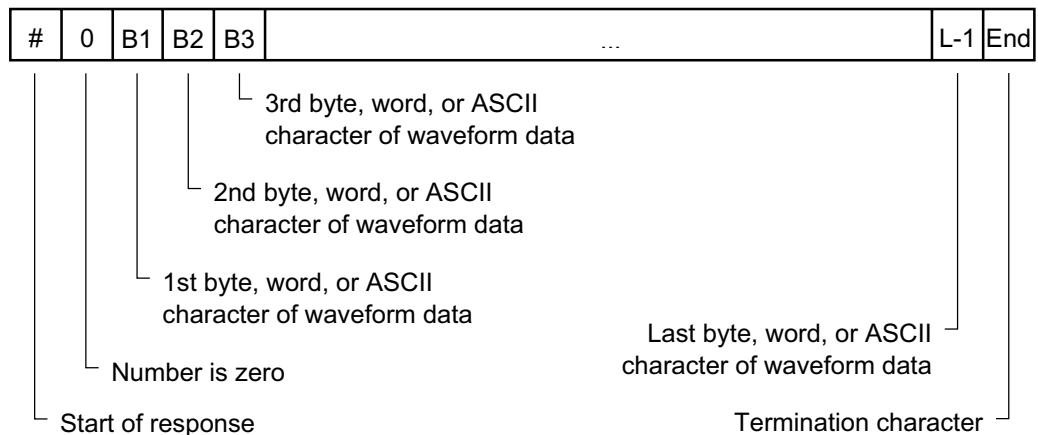 # 0 B1 B2 B3 ... L-1 End
3rd byte, word, or ASCII
character of waveform data
2nd byte, word, or ASCII
character of waveform data
1st byte, word, or ASCII
character of waveform data
Last byte, word, or ASCII
character of waveform data
Number is zero
Start of response
Termination character